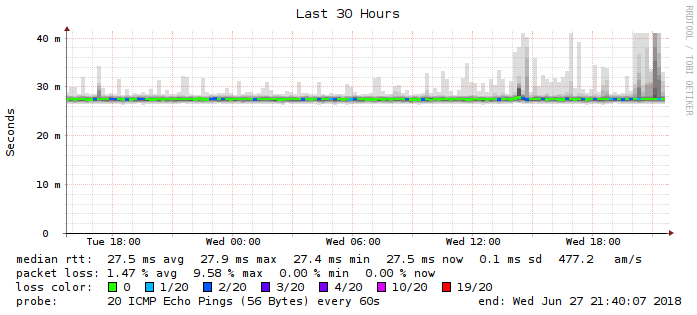 Last 30 Hours
RRDTOOL / TOBI OETIKER
40 m
30 m
20 m
10 m
0
Seconds
Tue 18:00 Wed 00:00 Wed 06:00 Wed 12:00 Wed 18:00
median rtt: 27.5 ms avg 27.9 ms max 27.4 ms min 27.5 ms now 0.1 ms sd 477.2 am/s
packet loss: 1.47 % avg 9.58 % max 0.00 % min 0.00 % now
loss color: 0 1/20 2/20 3/20 4/20 10/20 19/20
probe: 20 ICMP Echo Pings (56 Bytes) every 60s end: Wed Jun 27 21:40:07 2018